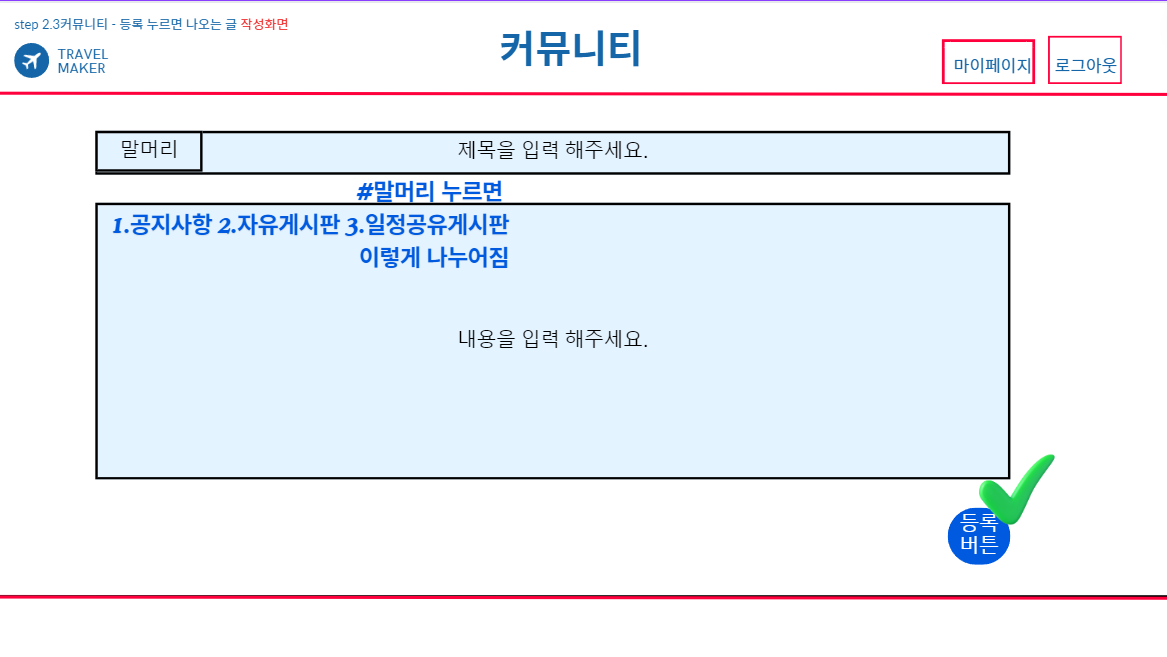 step 2.3커뮤니티 - 등록 누르면 나오는 글 작성화면
TRAVEL
MAKER
커뮤니티
마이페이지
로그아웃
말머리
제목을 입력 해주세요.
#말머리 누르면
1.공지사항 2.자유게시판 3.일정공유게시판
이렇게 나누어짐
내용을 입력 해주세요.
등록
버튼